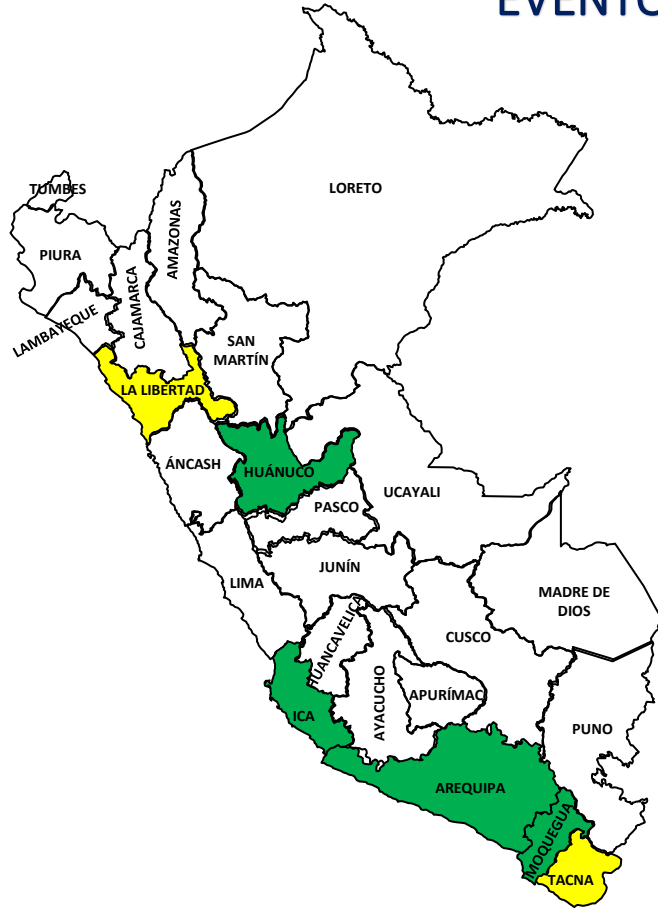 EVENTO
LORETO
TUMBES
AMAZONAS
PIURA
CAJAMARCA
LAMBAYEQUE
SAN
MARTÍN
LA LIBERTAD
ÁNCASH
HUÁNUCO
UCAYALI
PASCO
JUNÍN
LIMA
MADRE DE
DIOS
HUANCAVELICA
CUSCO
AYACUCHO
APURÍMAC
ICA
PUNO
AREQUIPA
MOQUEGUA
TACNA